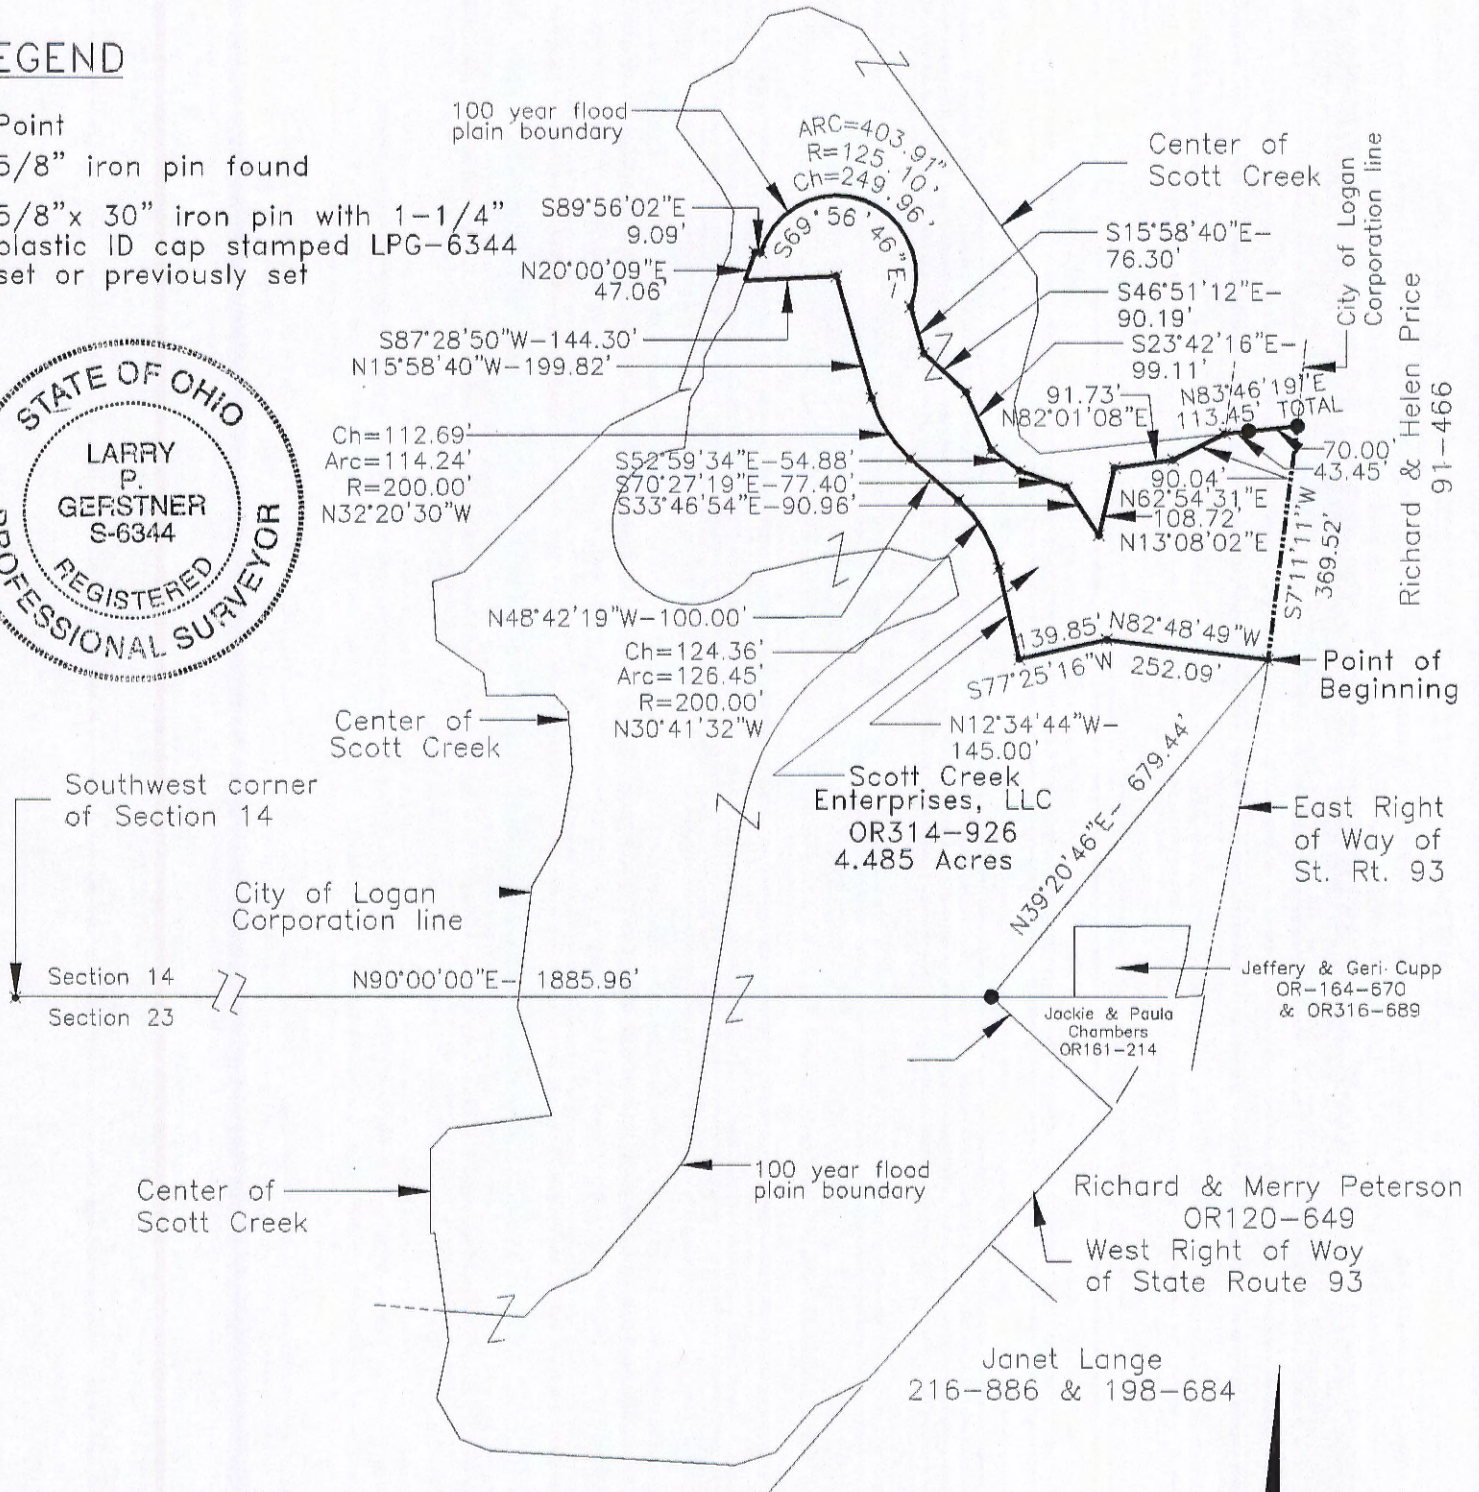 EGEND
Point
5/8" iron pin found
5/8"x 30" iron pin with 1-1/4"
plastic ID cap stamped LPG-6344
set or previously set
STATE OF OHIO
LARRY
P.
GERSTNER
S-6344
REGISTERED
PROFESSIONAL SURVEYOR
100 year flood
plain boundary
ARC=403.91"
R=125.10'
Ch=249.96'
S69°56'46"E-
S89°56'02"E
9.09'
N20°00'09"E
47.06'
S87°28'50"W-144.30'
N15°58'40"W-199.82'
Ch=112.69'
Arc=114.24'
R=200.00'
N32°20'30"W
Center of
Scott Creek
S15°58'40"E-
76.30'
S46°51'12"E-
90.19'
S23°42'16"E-
99.11'
City of Logan
Corporation line
Richard & Helen Price
91-466
91.73'
N82°01'08"E
N83°46'19"E
113.45' TOTAL
70.00'
43.45'
S52°59'34"E-54.88'
S70°27'19"E-77.40'
S33°46'54"E-90.96'
90.04'
N62°54'31"E
108.72'
N13°08'02"E
S7°11'11"W
369.52'
N48°42'19"W-100.00'
Ch=124.36'
Arc=126.45'
R=200.00'
N30°41'32"W
139.85'
S77°25'16"W
N82°48'49"W
252.09'
Point of
Beginning
N12°34'44"W-
145.00'
Scott Creek
Enterprises, LLC
OR314-926
4.485 Acres
N39°20'46"E- 679.44'
East Right
of Way of
St. Rt. 93
Center of
Scott Creek
Southwest corner
of Section 14
City of Logan
Corporation line
Section 14
Section 23
N90°00'00"E- 1885.96'
Jeffery & Geri Cupp
OR-164-670
& OR316-689
Jackie & Paula
Chambers
OR161-214
100 year flood
plain boundary
Center of
Scott Creek
Richard & Merry Peterson
OR120-649
West Right of Way
of State Route 93
Janet Lange
216-886 & 198-684